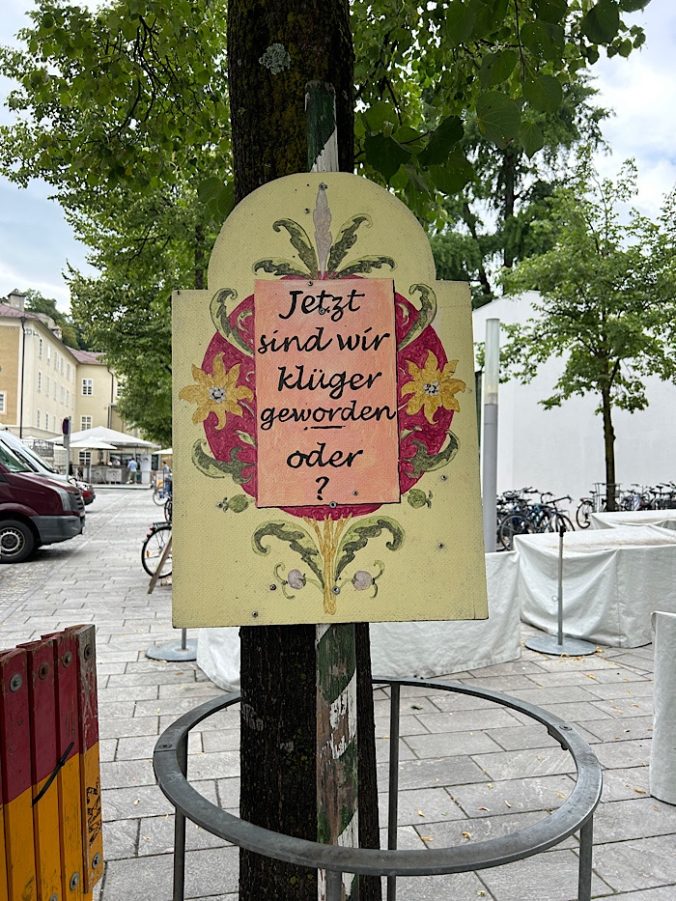 Jetzt
sind wir
klüger
geworden
oder
?